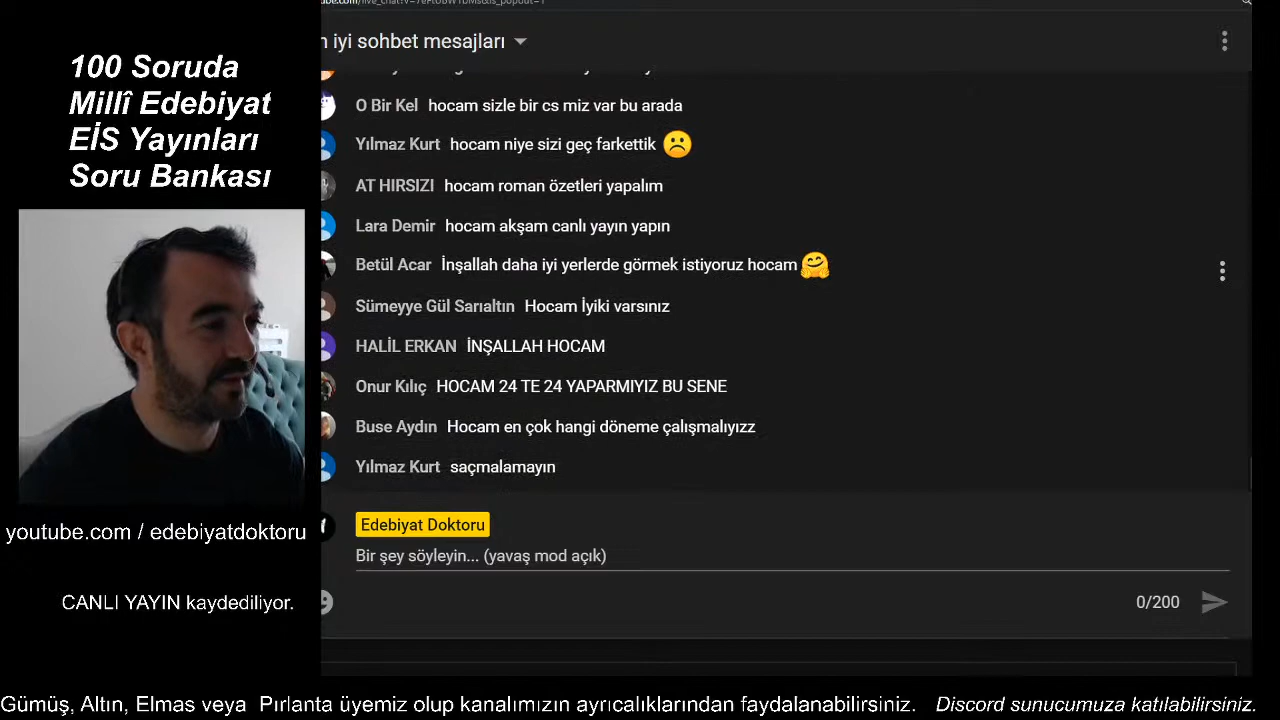 100 Soruda
Millî Edebiyat
EİS Yayınları
Soru Bankası
youtube.com / edebiyatdoktoru
CANLI YAYIN kaydediliyor.
iyi sohbet mesajları
O Bir Kel hocam sizle bir cs miz var bu arada
Yılmaz Kurt hocam niye sizi geç farkettik ☹️
AT HIRSIZI hocam roman özetleri yapalım
Lara Demir hocam akşam canlı yayın yapın
Betül Acar İnşallah daha iyi yerlerde görmek istiyoruz hocam 🤗
Sümeyye Gül Sarıaltın Hocam İyiki varsınız
HALİL ERKAN İNŞALLAH HOCAM
Onur Kılıç HOCAM 24 TE 24 YAPARMIYIZ BU SENE
Buse Aydın Hocam en çok hangi döneme çalışmalıyızz
Yılmaz Kurt saçmalamayın
Edebiyat Doktoru
Bir şey söyleyin... (yavaş mod açık)
0/200
Gümüş, Altın, Elmas veya Pırlanta üyemiz olup kanalımızın ayrıcalıklarından faydalanabilirsiniz. Discord sunucumuza katılabilirsiniz.